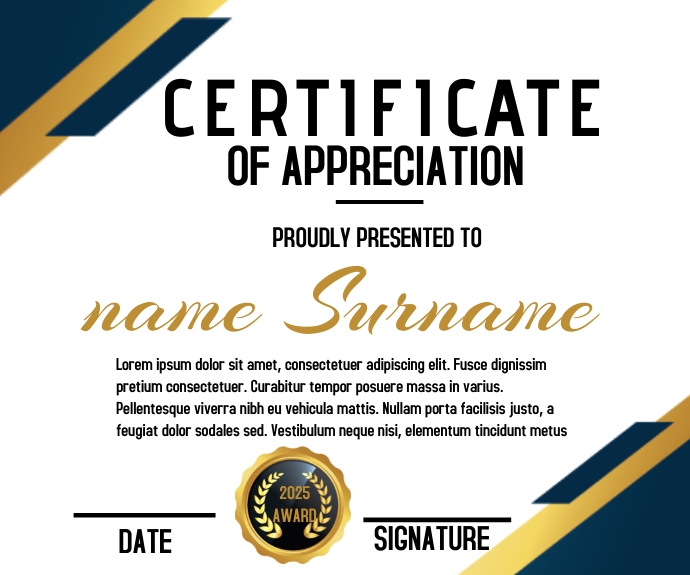 CERTIFICATE
OF APPRECIATION
PROUDLY PRESENTED TO
name Surname
Lorem ipsum dolor sit amet, consectetuer adipiscing elit. Fusce dignissim
pretium consectetuer. Curabitur tempor posuere massa in varius.
Pellentesque viverra nibh eu vehicula mattis. Nullam porta facilisis justo, a
feugiat dolor sodales sed. Vestibulum neque nisi, elementum tincidunt metus
2025
AWARD
DATE
SIGNATURE